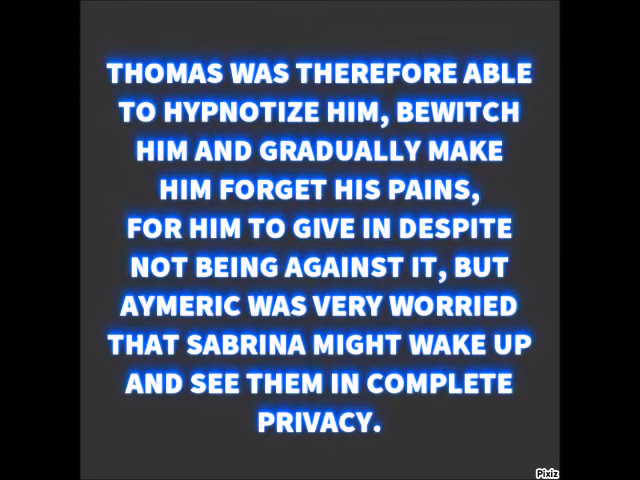 THOMAS WAS THEREFORE ABLE
TO HYPNOTIZE HIM, BEWITCH
HIM AND GRADUALLY MAKE
HIM FORGET HIS PAINS,
FOR HIM TO GIVE IN DESPITE
NOT BEING AGAINST IT, BUT
AYMERIC WAS VERY WORRIED
THAT SABRINA MIGHT WAKE UP
AND SEE THEM IN COMPLETE
PRIVACY.
Pixiz